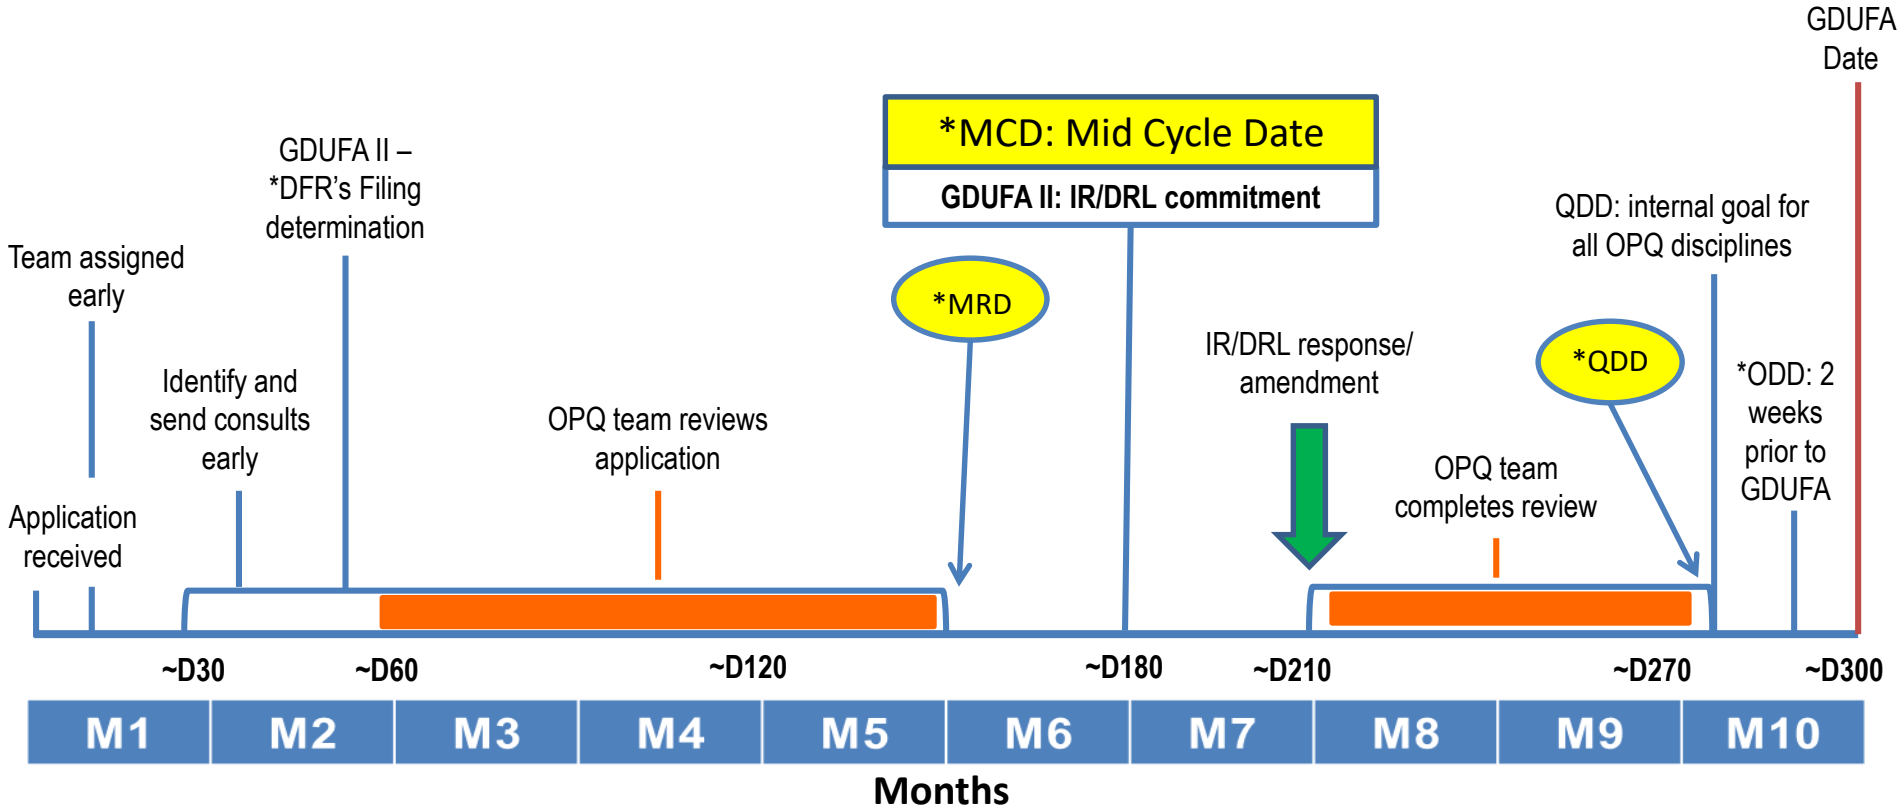 GDUFA
Date
*MCD: Mid Cycle Date
GDUFA II: IR/DRL commitment
GDUFA II –
*DFR’s Filing
determination
QDD: internal goal for
all OPQ disciplines
Team assigned
early
*MRD
IR/DRL response/
amendment
*QDD
*ODD: 2
weeks
prior to
GDUFA
Identify and
send consults
early
OPQ team reviews
application
OPQ team
completes review
Application
received
~D30
~D60
~D120
~D180
~D210
~D270
~D300
M1
M2
M3
M4
M5
M6
M7
M8
M9
M10
Months